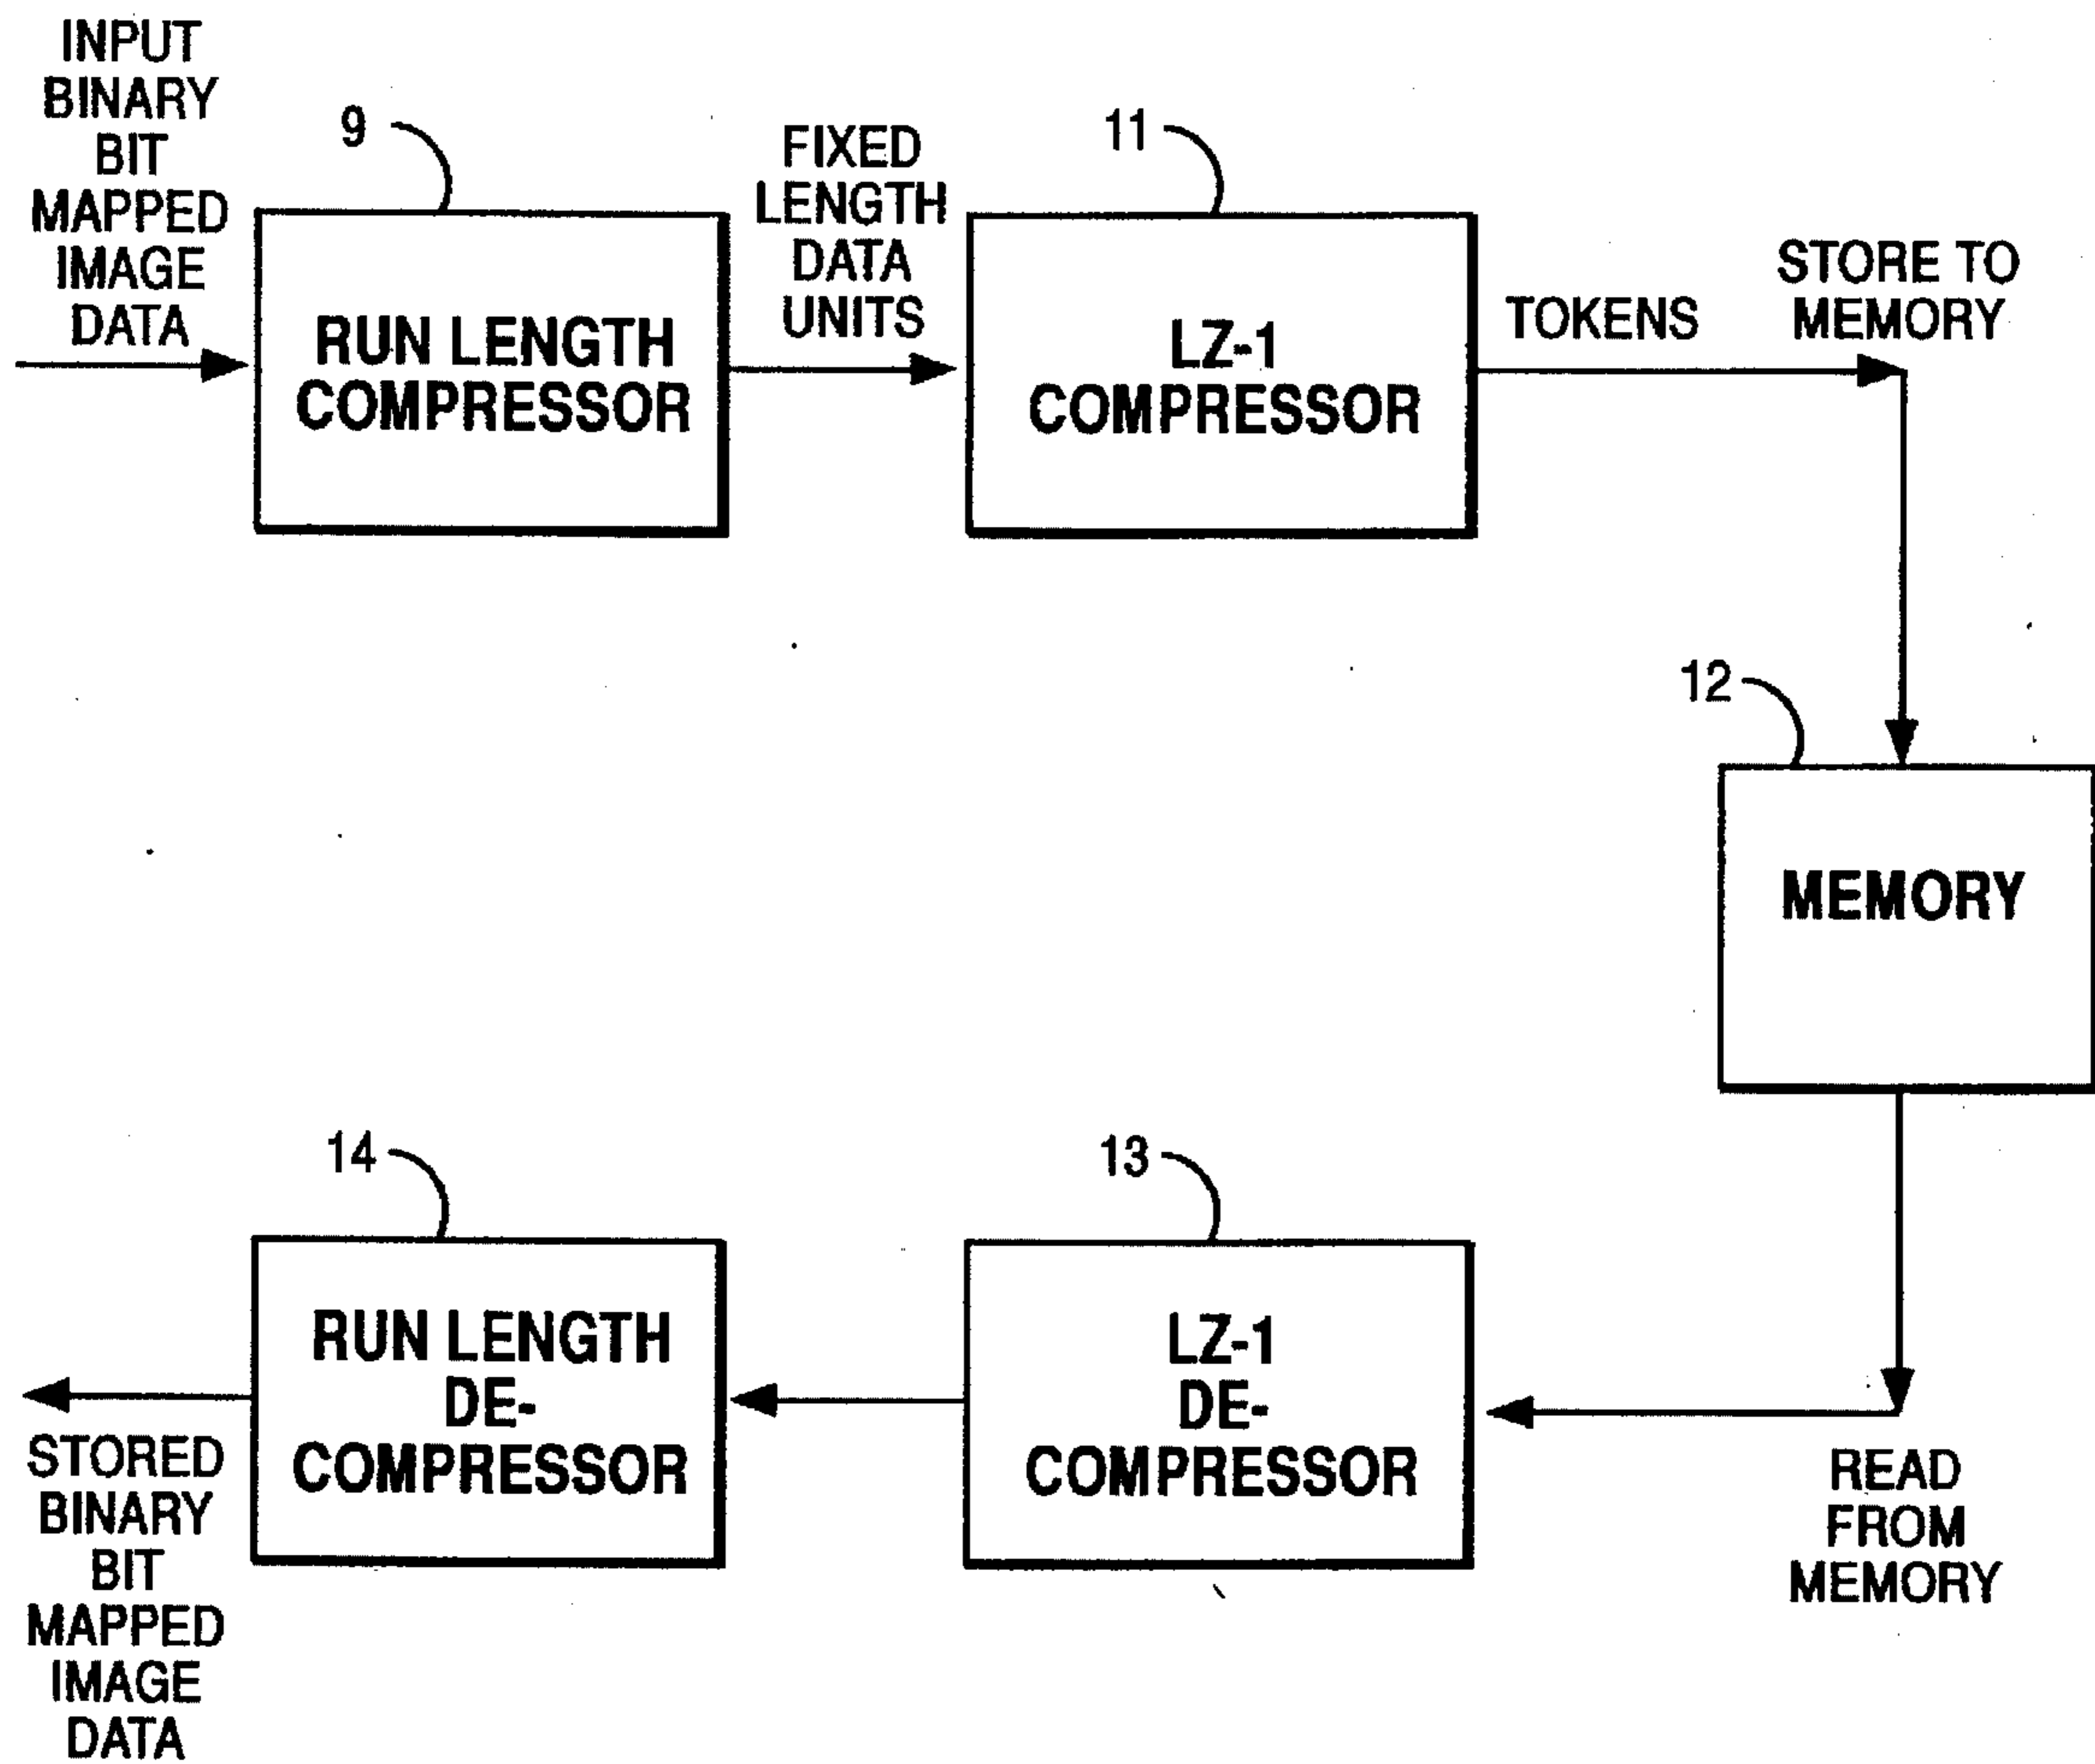 INPUT
BINARY
BIT
MAPPED
IMAGE
DATA
9
RUN LENGTH
COMPRESSOR
FIXED
LENGTH
DATA
UNITS
11
LZ-1
COMPRESSOR
TOKENS
STORE TO
MEMORY
12
MEMORY
READ
FROM
MEMORY
13
LZ-1
DE-
COMPRESSOR
14
RUN LENGTH
DE-
COMPRESSOR
STORED
BINARY
BIT
MAPPED
IMAGE
DATA